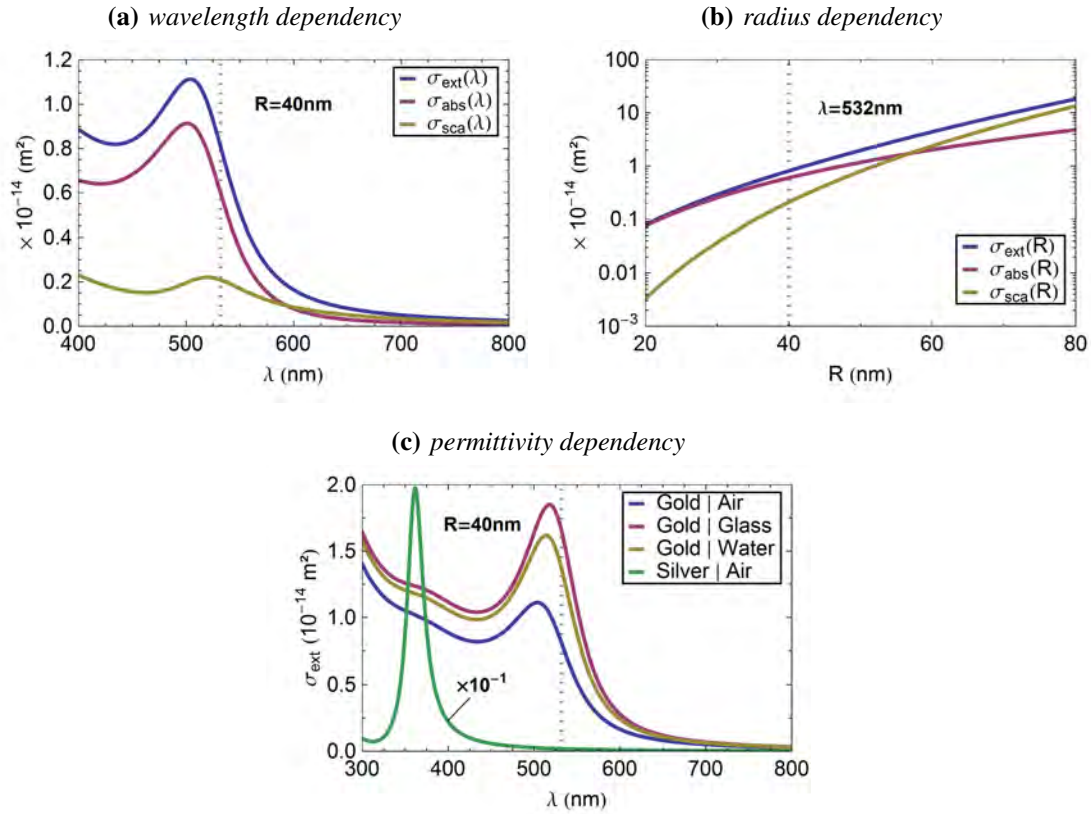 (a) wavelength dependency
1.2
1.0
0.8
0.6
0.4
0.2
0.0
× 10⁻¹⁴ (m²)
R=40nm
σext(λ)
σabs(λ)
σsca(λ)
400
500
600
700
800
λ (nm)
(b) radius dependency
100
10
1
0.1
0.01
10⁻³
× 10⁻¹⁴ (m²)
λ=532nm
σext(R)
σabs(R)
σsca(R)
20
40
60
80
R (nm)
(c) permittivity dependency
2.0
1.5
1.0
0.5
0.0
σext (10⁻¹⁴ m²)
R=40nm
×10⁻¹
Gold | Air
Gold | Glass
Gold | Water
Silver | Air
300
400
500
600
700
800
λ (nm)